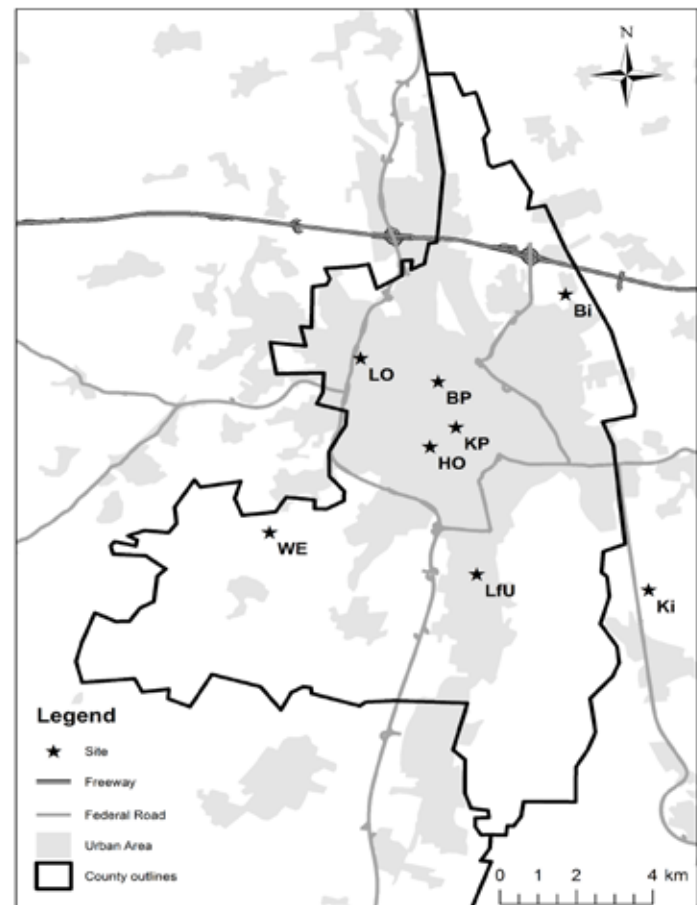 N
Bi
LO
BP
KP
HO
WE
LfU
Ki
Legend
Site
Freeway
Federal Road
Urban Area
County outlines
0 1 2 4 km